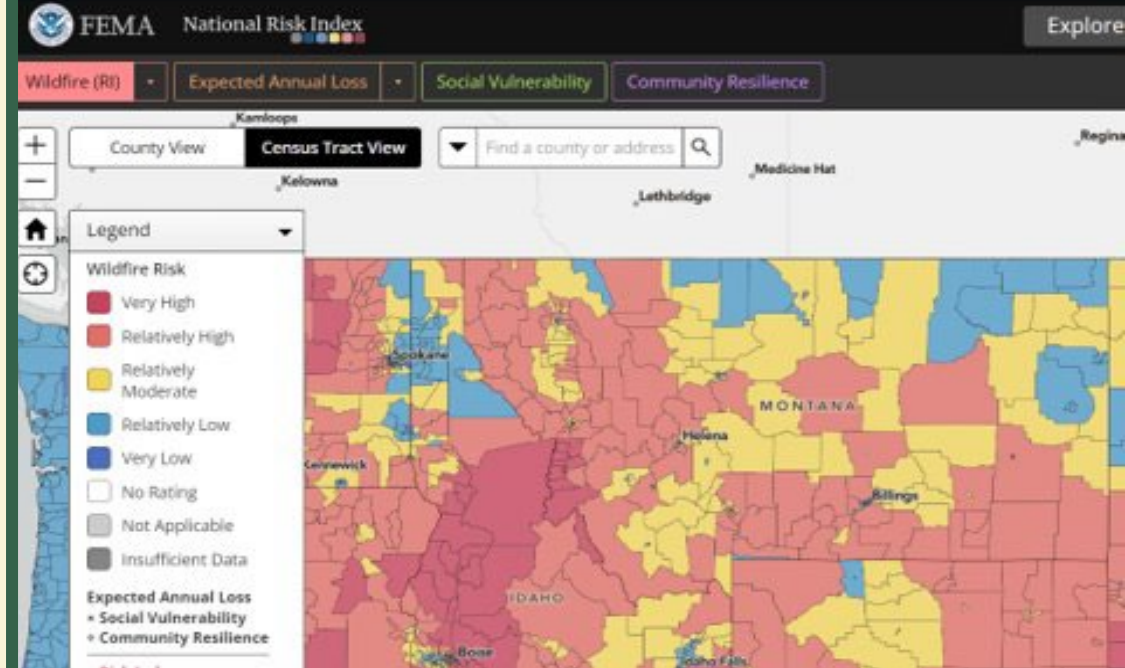 FEMA National Risk Index
Explore
Wildfire (RI)
Expected Annual Loss
Social Vulnerability
Community Resilience
Kamloops
County View
Census Tract View
Find a county or address
Regina
Medicine Hat
Kelowna
Lethbridge
Legend
Wildfire Risk
Very High
Relatively High
Relatively
Moderate
Relatively Low
Very Low
No Rating
Not Applicable
Insufficient Data
Expected Annual Loss
× Social Vulnerability
÷ Community Resilience
Spokane
MONTANA
Helena
Kennewick
Billings
IDAHO
Boise
Idaho Falls